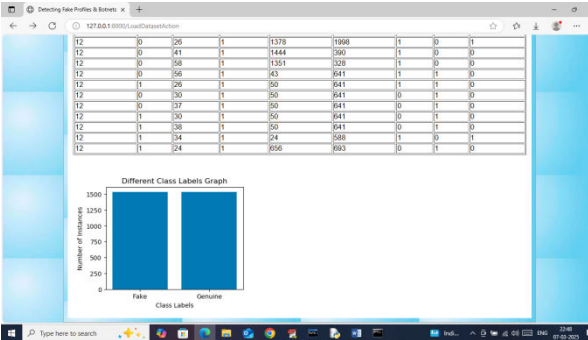 Detecting Fake Profiles & Botnets
127.0.0.1:8000/LoadDatasetAction
12 0 26 1 1378 1998 1 0 1
12 0 41 1 1444 390 1 0 0
12 0 58 1 1351 328 1 0 0
12 0 56 1 43 641 1 1 0
12 1 26 1 50 641 1 1 0
12 0 30 1 50 641 0 1 0
12 0 37 1 50 641 0 1 0
12 1 30 1 50 641 0 1 0
12 1 38 1 50 641 0 1 0
12 1 34 1 24 588 1 0 1
12 1 24 1 656 693 0 1 0
Different Class Labels Graph
Number of Instances
1500
1250
1000
750
500
250
0
Fake Genuine
Class Labels
Type here to search
Indi...
ENG
22:48
07-03-2025